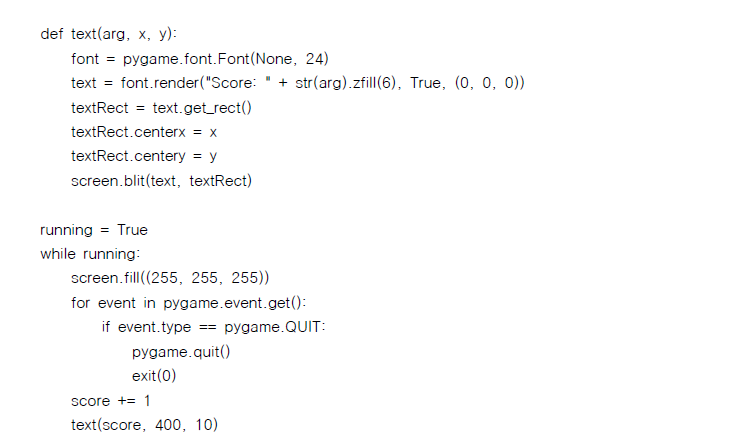 def text(arg, x, y):
    font = pygame.font.Font(None, 24)
    text = font.render("Score: " + str(arg).zfill(6), True, (0, 0, 0))
    textRect = text.get_rect()
    textRect.centerx = x
    textRect.centery = y
    screen.blit(text, textRect)

running = True
while running:
    screen.fill((255, 255, 255))
    for event in pygame.event.get():
        if event.type == pygame.QUIT:
            pygame.quit()
            exit(0)
    score += 1
    text(score, 400, 10)